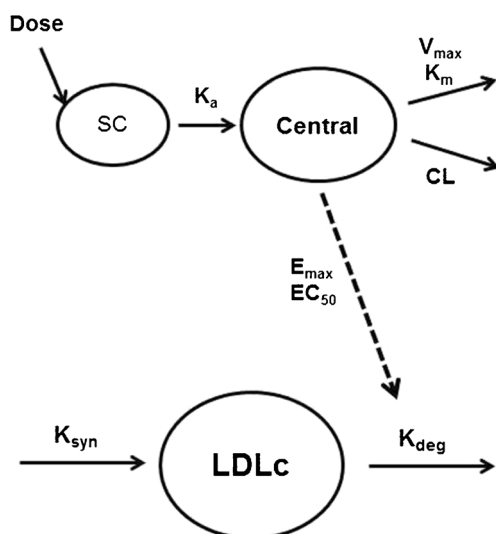 Dose
SC
Kₐ
Central
Vmax
Km
CL
Emax
EC₅₀
Ksyn
LDLc
Kdeg